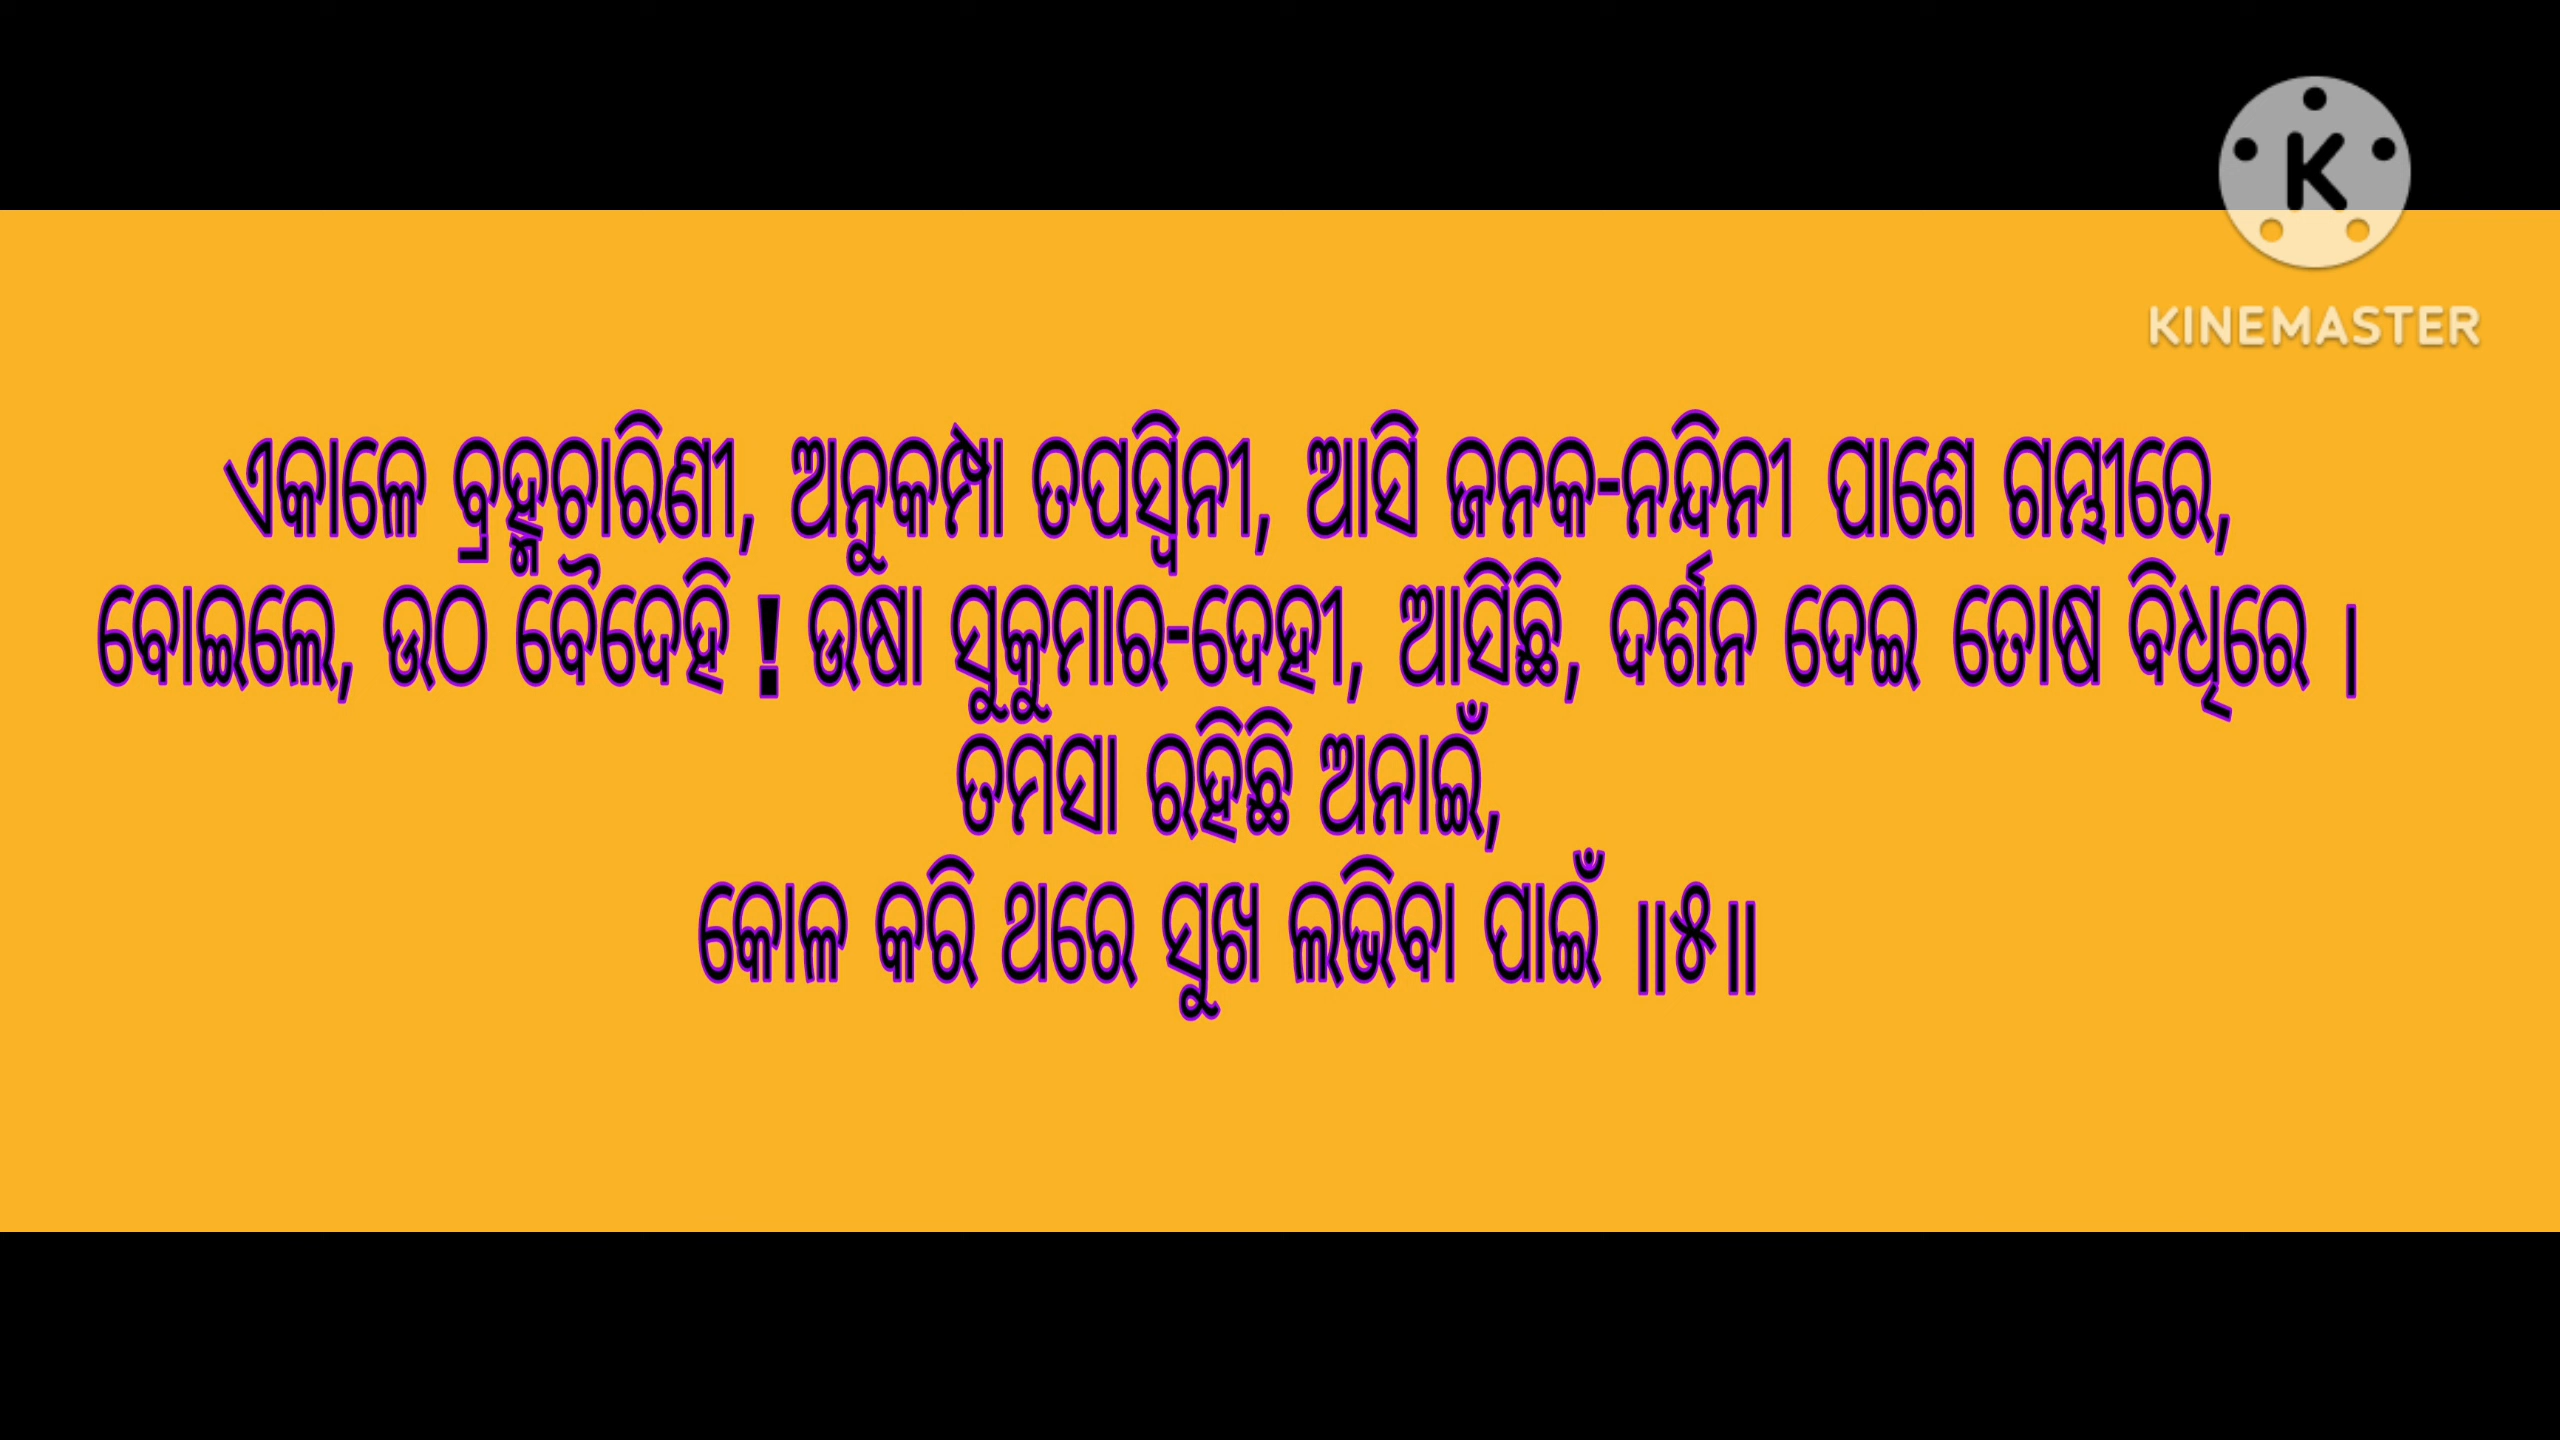 KINEMASTER
ଏକାଳେ ବ୍ରହ୍ମଚାରିଣୀ, ଅନୁକମ୍ପା ତପସ୍ୱିନୀ, ଆସି ଜନକ-ନନ୍ଦିନୀ ପାଶେ ଗମ୍ଭୀରେ,
ବୋଇଲେ, ଉଠ ବୈଦେହି ! ଉଷା ସୁକୁମାର-ଦେହୀ, ଆସିଛି, ଦର୍ଶନ ଦେଇ ତୋଷ ବିଧିରେ ।
ତମସା ରହିଛି ଅନାଇଁ,
କୋଳ କରି ଥରେ ସୁଖ ଲଭିବା ପାଇଁ ॥୫॥